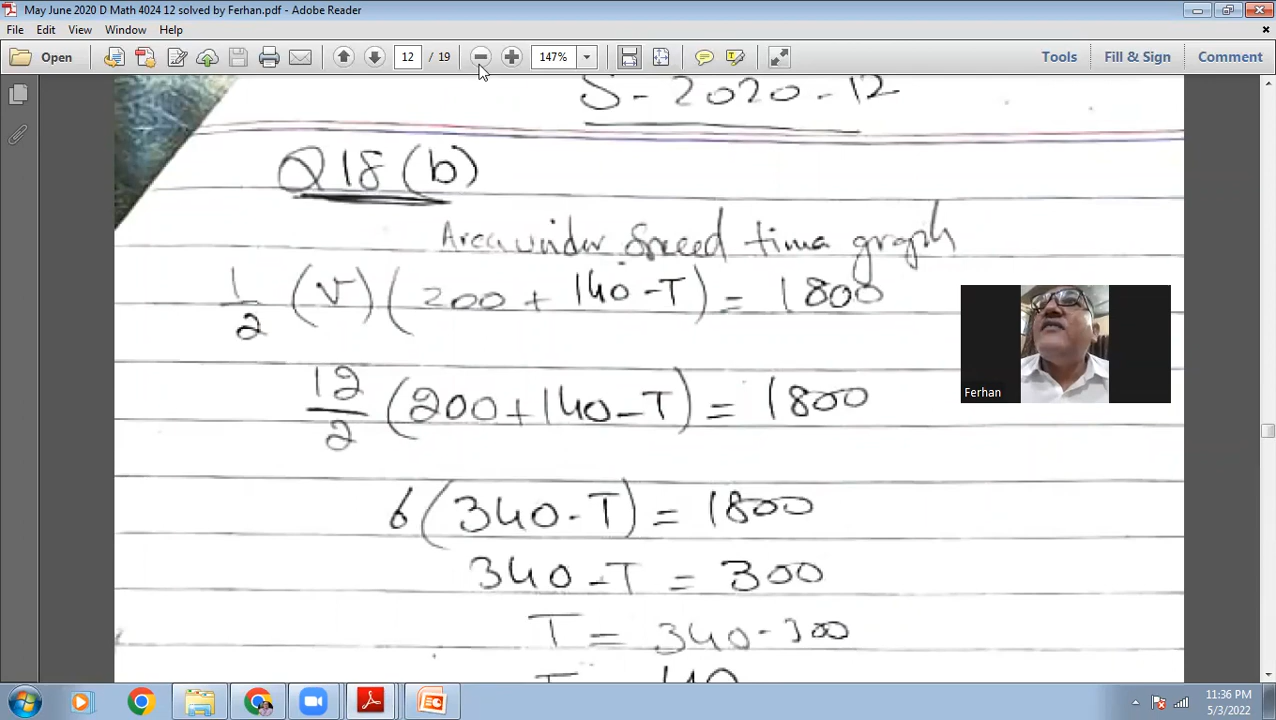 May June 2020 D Math 4024 12 solved by Ferhan.pdf - Adobe Reader
File Edit View Window Help
Open 12 / 19 147% Tools Fill & Sign Comment
S-2020-12
Q18 (b)
Area under Speed time graph
1/2 (V)(200 + 140 - T) = 1800
Ferhan
12/2 (200+140-T) = 1800
6(340-T) = 1800
340-T = 300
T = 340-300
T = 40
11:36 PM
5/3/2022